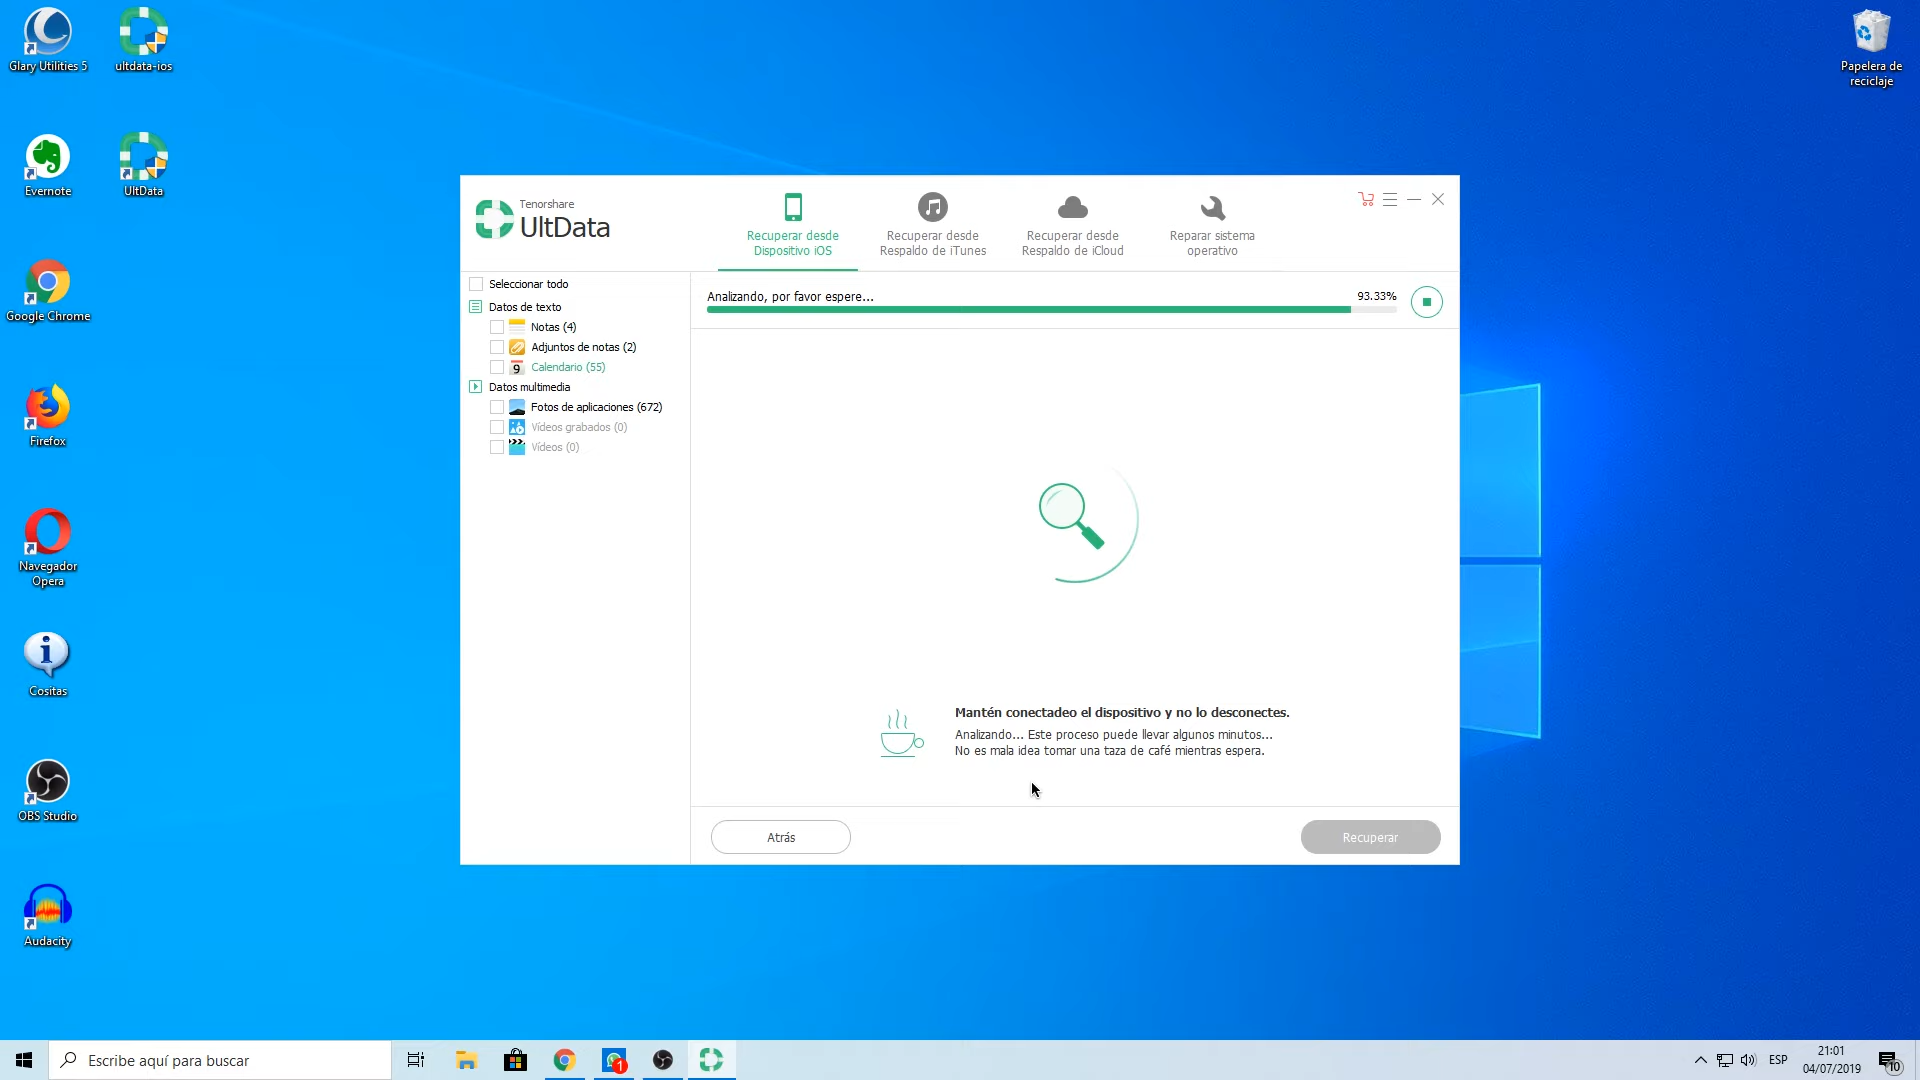 Glary Utilities 5
ultdata-ios
Papelera de
reciclaje
Evernote
UltData
Google Chrome
Firefox
Navegador
Opera
Cositas
OBS Studio
Audacity
Tenorshare
UltData
Recuperar desde
Dispositivo iOS
Recuperar desde
Respaldo de iTunes
Recuperar desde
Respaldo de iCloud
Reparar sistema
operativo
Seleccionar todo
Datos de texto
Notas (4)
Adjuntos de notas (2)
9
Calendario (55)
Datos multimedia
Fotos de aplicaciones (672)
Vídeos grabados (0)
Vídeos (0)
Analizando, por favor espere...
93.33%
Mantén conectadeo el dispositivo y no lo desconectes.
Analizando... Este proceso puede llevar algunos minutos...
No es mala idea tomar una taza de café mientras espera.
Atrás
Recuperar
Escribe aquí para buscar
1
ESP
21:01
04/07/2019
10